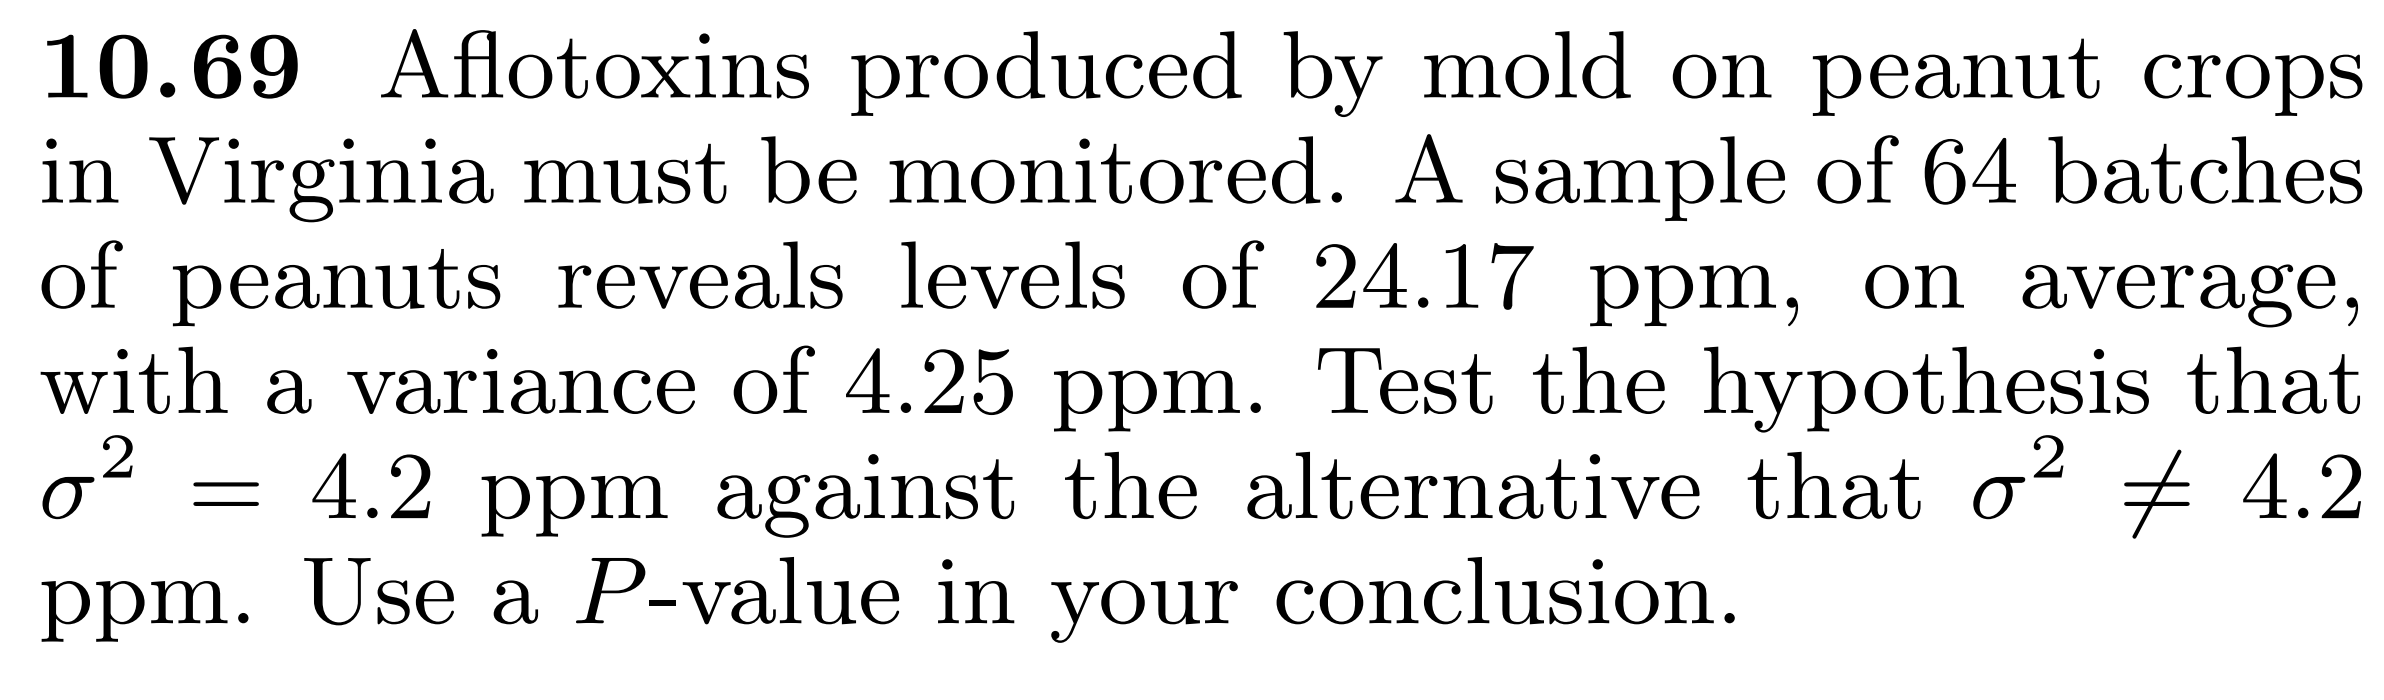 10.69 Aflotoxins produced by mold on peanut crops
in Virginia must be monitored. A sample of 64 batches
of peanuts reveals levels of 24.17 ppm, on average,
with a variance of 4.25 ppm. Test the hypothesis that
σ² = 4.2 ppm against the alternative that σ² ≠ 4.2
ppm. Use a P-value in your conclusion.